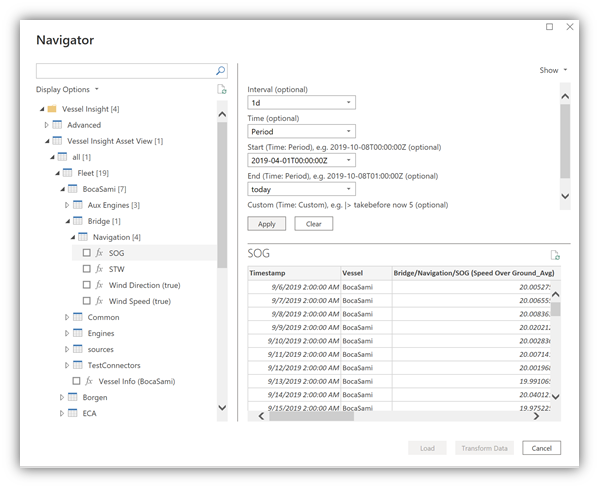 Navigator
Show
Display Options
Vessel Insight [4]
Advanced
Vessel Insight Asset View [1]
all [1]
Fleet [19]
BocaSami [7]
Aux Engines [3]
Bridge [1]
Navigation [4]
fx SOG
fx STW
fx Wind Direction (true)
fx Wind Speed (true)
Common
Engines
sources
TestConnectors
fx Vessel Info (BocaSami)
Borgen
ECA
Interval (optional)
1d
Time (optional)
Period
Start (Time: Period), e.g. 2019-10-08T00:00:00Z (optional)
2019-04-01T00:00:00Z
End (Time: Period), e.g. 2019-10-08T01:00:00Z (optional)
today
Custom (Time: Custom), e.g. |> takebefore now 5 (optional)
Apply Clear
SOG
Timestamp Vessel Bridge/Navigation/SOG (Speed Over Ground_Avg)
9/6/2019 2:00:00 AM BocaSami 20.005275
9/7/2019 2:00:00 AM BocaSami 20.00655
9/8/2019 2:00:00 AM BocaSami 20.00836
9/9/2019 2:00:00 AM BocaSami 20.02021
9/10/2019 2:00:00 AM BocaSami 20.00283
9/11/2019 2:00:00 AM BocaSami 20.00714
9/12/2019 2:00:00 AM BocaSami 20.00196
9/13/2019 2:00:00 AM BocaSami 19.99106
9/14/2019 2:00:00 AM BocaSami 20.04012
9/15/2019 2:00:00 AM BocaSami 19.97522
Load Transform Data Cancel